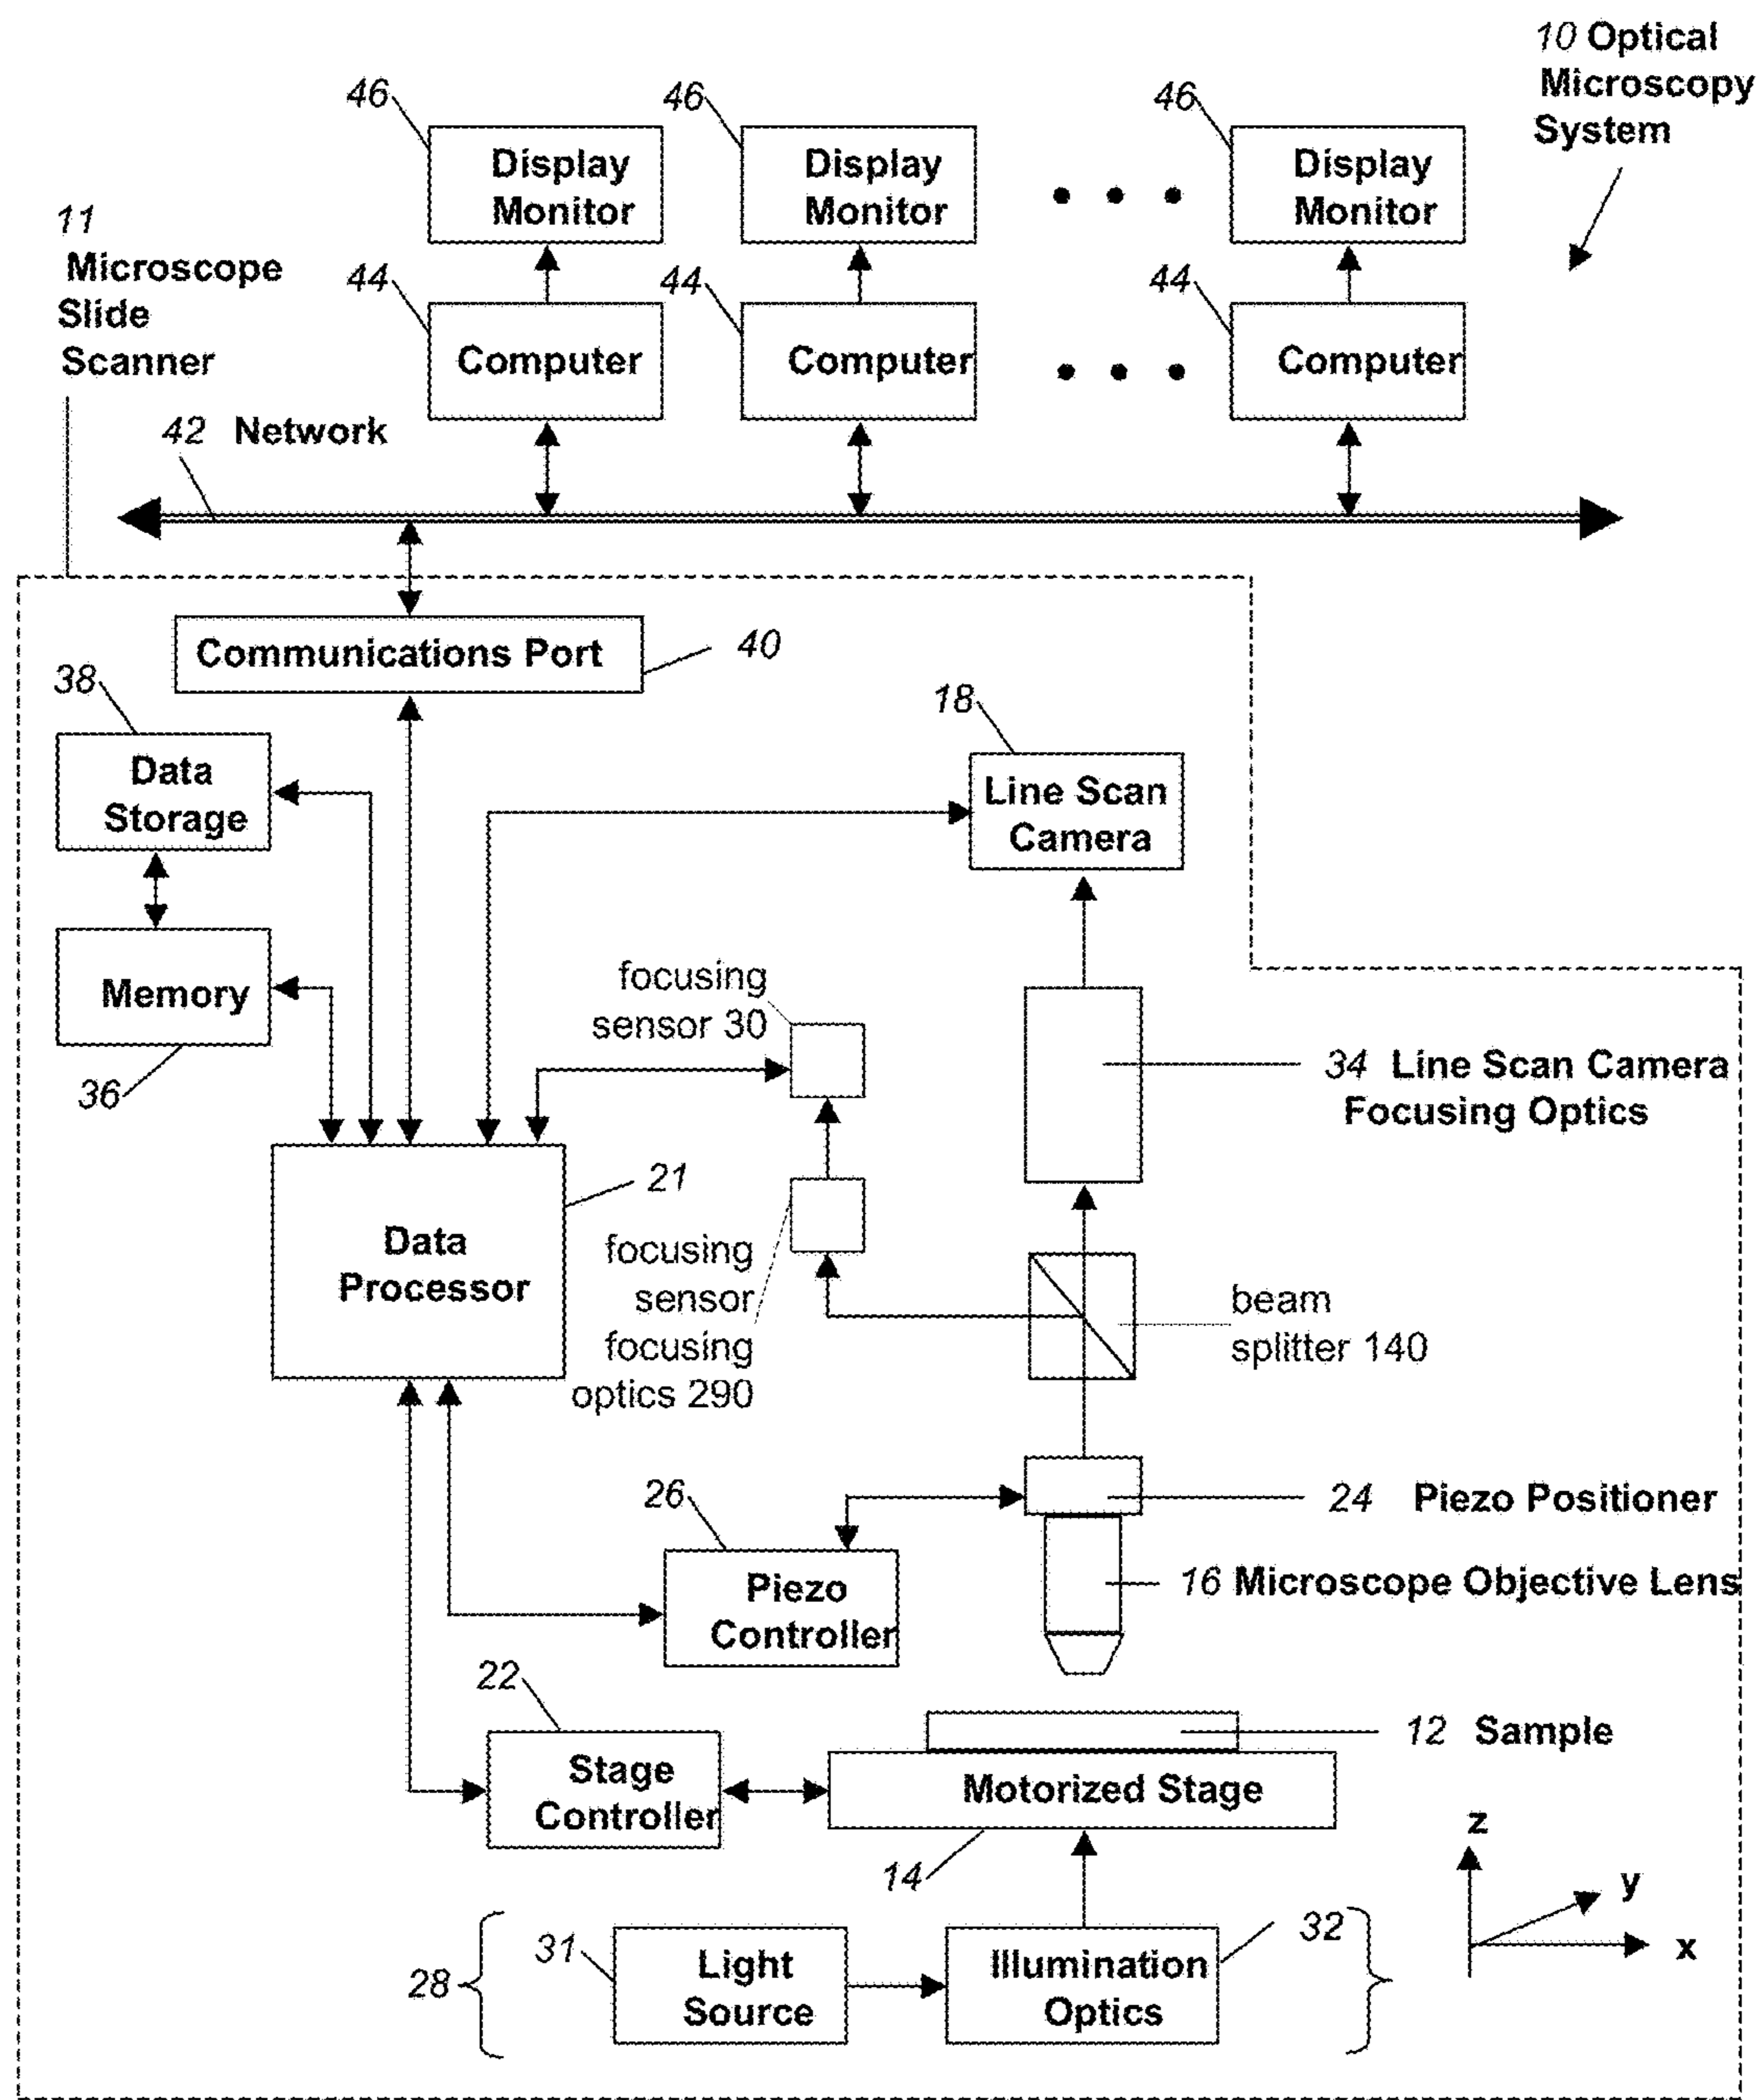 10 Optical
Microscopy
System
46
46
46
Display
Monitor
Display
Monitor
Display
Monitor
11
Microscope
Slide
Scanner
44
44
44
Computer
Computer
Computer
42 Network
Communications Port
40
38
Data
Storage
18
Line Scan
Camera
Memory
36
focusing
sensor 30
34 Line Scan Camera
Focusing Optics
21
Data
Processor
focusing
sensor
focusing
optics 290
beam
splitter 140
26
24 Piezo Positioner
Piezo
Controller
16 Microscope Objective Lens
22
Stage
Controller
12 Sample
Motorized Stage
14
z
y
x
28
31
Light
Source
Illumination
Optics
32